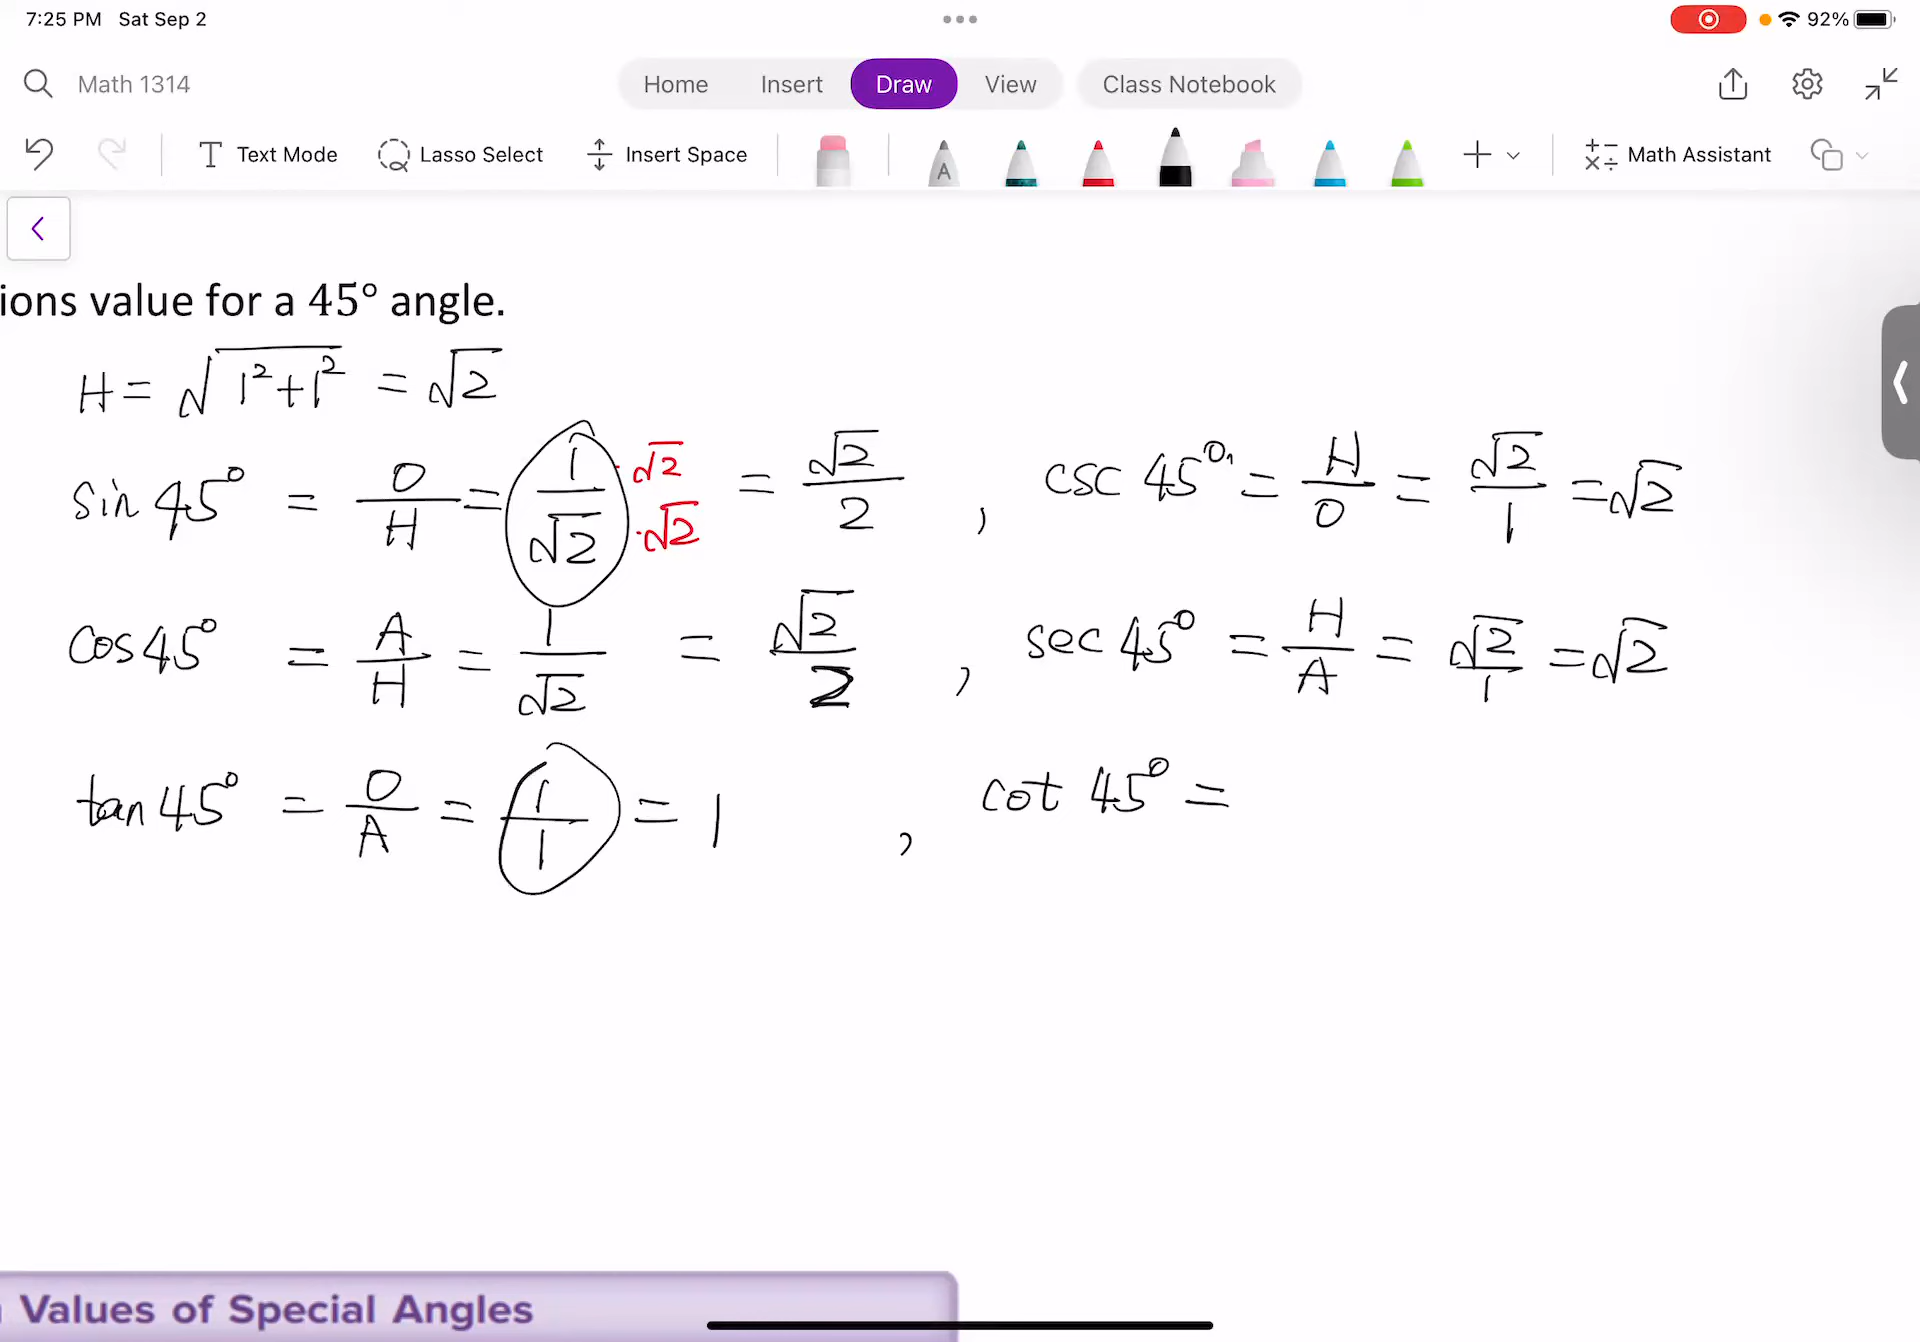 7:25 PM Sat Sep 2
92%
Math 1314
Home Insert Draw View Class Notebook
Text Mode Lasso Select Insert Space A Math Assistant
ions value for a 45° angle.
H = √(1² + 1²) = √2
sin 45° = O/H = 1/√2 ·√2/·√2 = √2/2 , csc 45° = H/O = √2/1 = √2
cos 45° = A/H = 1/√2 = √2/2 , sec 45° = H/A = √2/1 = √2
tan 45° = O/A = 1/1 = 1 , cot 45° =
Values of Special Angles